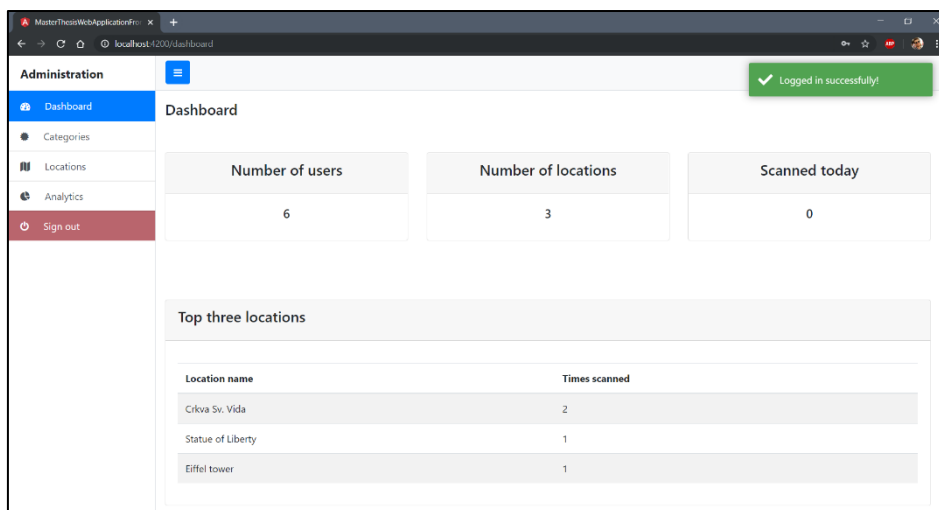 MasterThesisWebApplicationFro
localhost:4200/dashboard
ABP
Administration
Logged in successfully!
Dashboard
Categories
Locations
Analytics
Sign out
Dashboard
Number of users
Number of locations
Scanned today
6
3
0
Top three locations
Location name Times scanned
Crkva Sv. Vida 2
Statue of Liberty 1
Eiffel tower 1